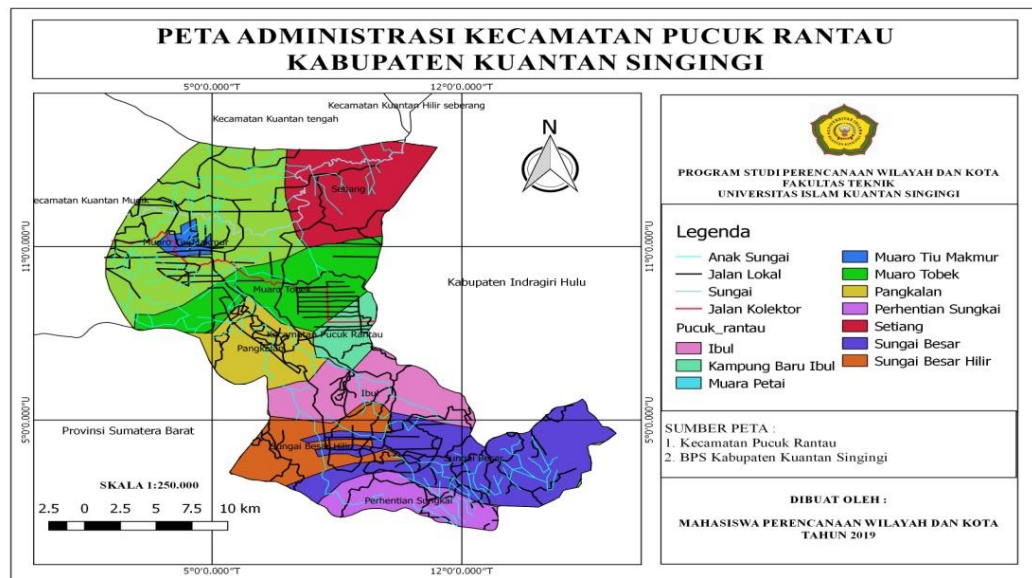 PETA ADMINISTRASI KECAMATAN PUCUK RANTAU
KABUPATEN KUANTAN SINGINGI
5°0'0.000"T
12°0'0.000"T
Kecamatan Kuantan Hilir seberang
Kecamatan Kuantan tengah
N
Setiang
ecamatan Kuantan Mudik
11°0'0.000"U
11°0'0.000"U
Kabupaten Indragiri Hulu
Muaro Tobek
Kecamatan Pucuk Rantau
Pangkalan
Ibul
5°0'0.000"U
5°0'0.000"U
Provinsi Sumatera Barat
Sungai Besar Hilir
Sungai Besar
Perhentian Sungkai
SKALA 1:250.000
2.5 0 2.5 5 7.5 10 km
5°0'0.000"T
12°0'0.000"T
PROGRAM STUDI PERENCANAAN WILAYAH DAN KOTA
FAKULTAS TEKNIK
UNIVERSITAS ISLAM KUANTAN SINGINGI
Legenda
Anak Sungai
Jalan Lokal
Sungai
Jalan Kolektor
Pucuk_rantau
Ibul
Kampung Baru Ibul
Muara Petai
Muaro Tiu Makmur
Muaro Tobek
Pangkalan
Perhentian Sungkai
Setiang
Sungai Besar
Sungai Besar Hilir
SUMBER PETA :
1. Kecamatan Pucuk Rantau
2. BPS Kabupaten Kuantan Singingi
DIBUAT OLEH :
MAHASISWA PERENCANAAN WILAYAH DAN KOTA
TAHUN 2019